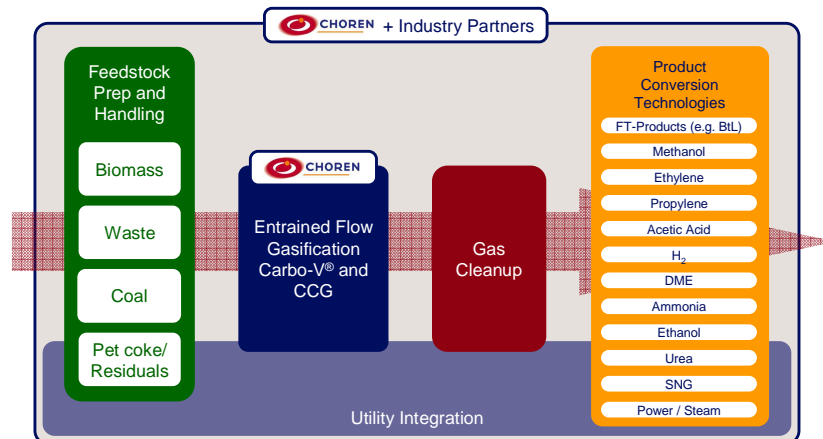 CHOREN + Industry Partners
Feedstock
Prep and
Handling
Biomass
Waste
Coal
Pet coke/
Residuals
CHOREN
Entrained Flow
Gasification
Carbo-V® and
CCG
Gas
Cleanup
Product
Conversion
Technologies
FT-Products (e.g. BtL)
Methanol
Ethylene
Propylene
Acetic Acid
H₂
DME
Ammonia
Ethanol
Urea
SNG
Power / Steam
Utility Integration